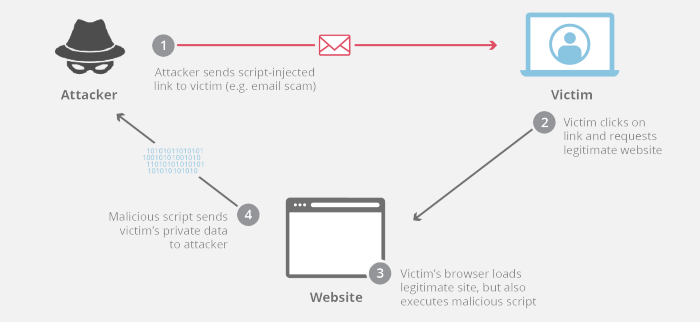 1
Attacker sends script-injected
link to victim (e.g. email scam)
Attacker
Victim
2
Victim clicks on
link and requests
legitimate website
10101011010101
10010101001010
11010101010101
101010101010
4
Malicious script sends
victim's private data
to attacker
3
Victim's browser loads
legitimate site, but also
executes malicious script
Website